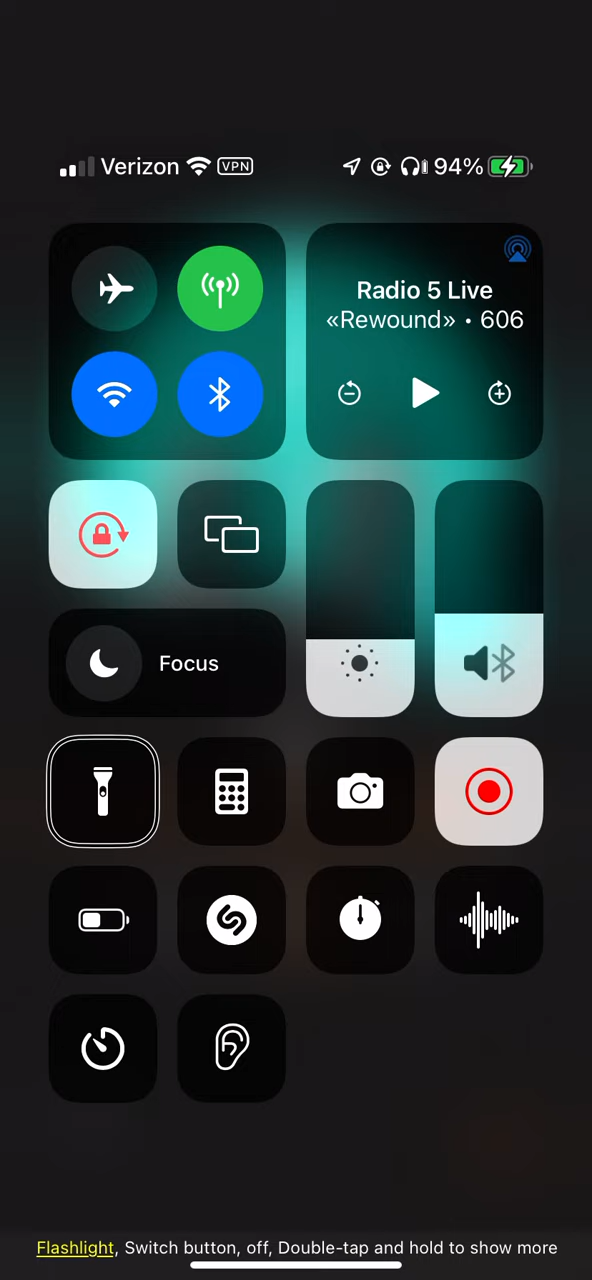 Verizon VPN 94%
Radio 5 Live
«Rewound» • 606
Focus
Flashlight, Switch button, off, Double-tap and hold to show more